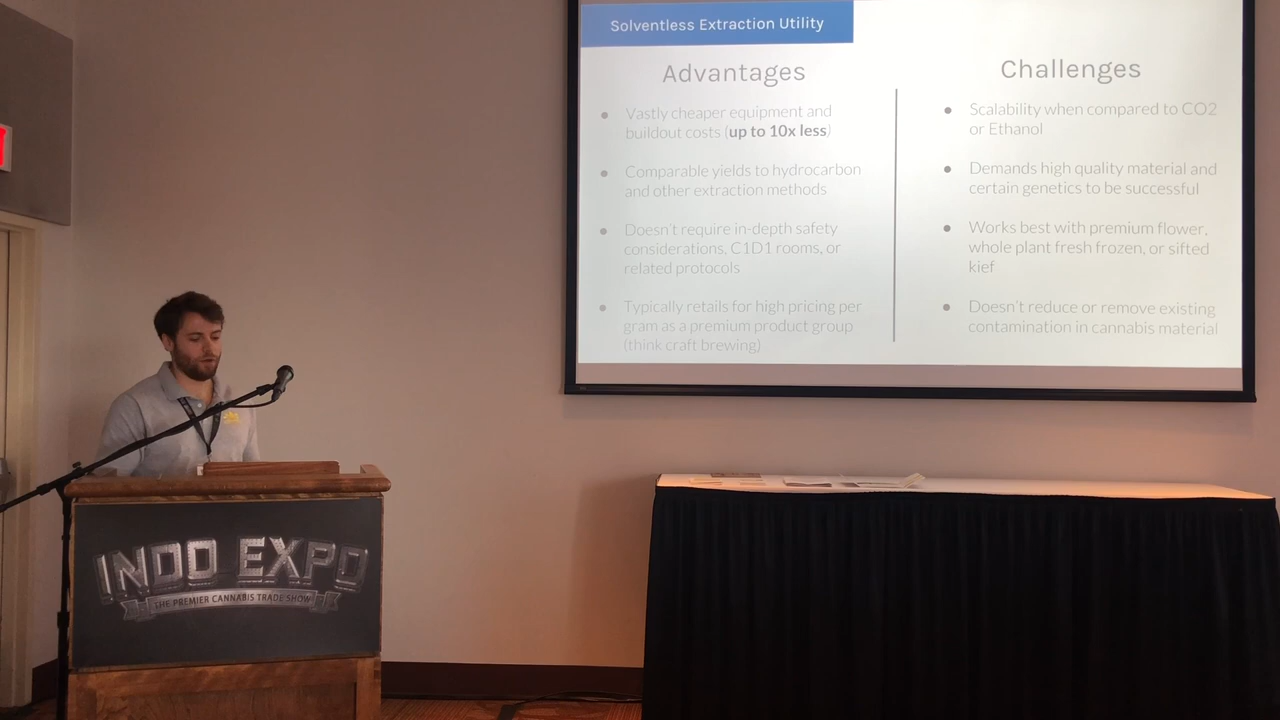 Solventless Extraction Utility
Advantages
Vastly cheaper equipment and
buildout costs (up to 10x less)
Comparable yields to hydrocarbon
and other extraction methods
Doesn't require in-depth safety
considerations, C1D1 rooms, or
related protocols
Typically retails for high pricing per
gram as a premium product group
(think craft brewing)
Challenges
Scalability when compared to CO2
or Ethanol
Demands high quality material and
certain genetics to be successful
Works best with premium flower,
whole plant fresh frozen, or sifted
kief
Doesn't reduce or remove existing
contamination in cannabis material
INDO EXPO
THE PREMIER CANNABIS TRADE SHOW